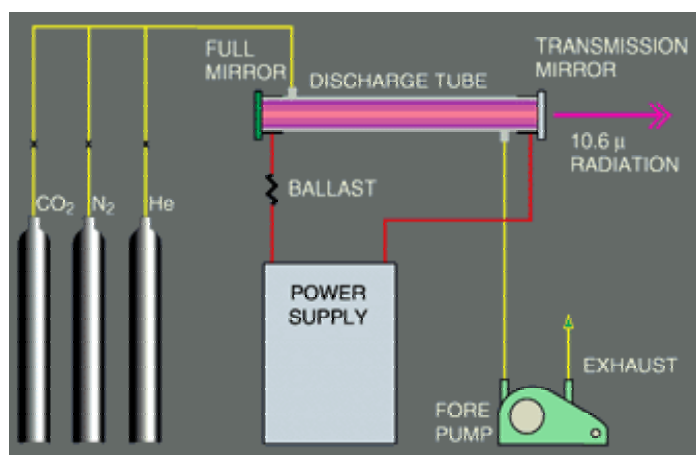 FULL
MIRROR
DISCHARGE TUBE
TRANSMISSION
MIRROR
10.6 µ
RADIATION
BALLAST
CO₂
N₂
He
POWER
SUPPLY
EXHAUST
FORE
PUMP